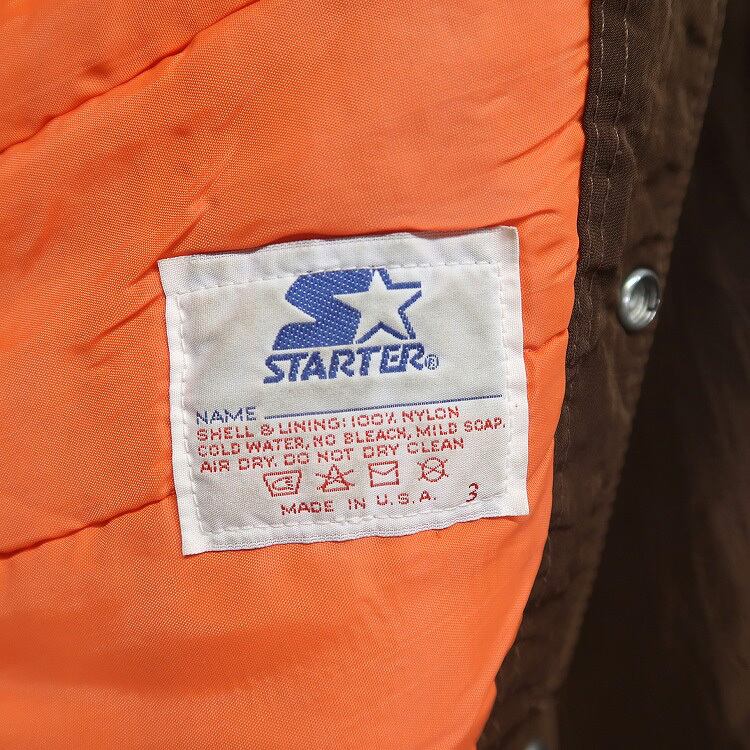 STARTER®
NAME
SHELL & LINING: 100% NYLON
COLD WATER, NO BLEACH, MILD SOAP.
AIR DRY. DO NOT DRY CLEAN
MADE IN U.S.A. 3